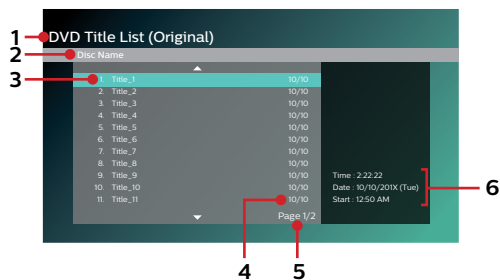 1 DVD Title List (Original)
2 Disc Name
3 1. Title_1 10/10
2. Title_2 10/10
3. Title_3 10/10
4. Title_4 10/10
5. Title_5 10/10
6. Title_6 10/10
7. Title_7 10/10
8. Title_8 10/10
9. Title_9 10/10
10. Title_10 10/10
11. Title_11 10/10
Time : 2:22:22
Date : 10/10/201X (Tue)
Start : 12:50 AM
6
Page 1/2
4 5